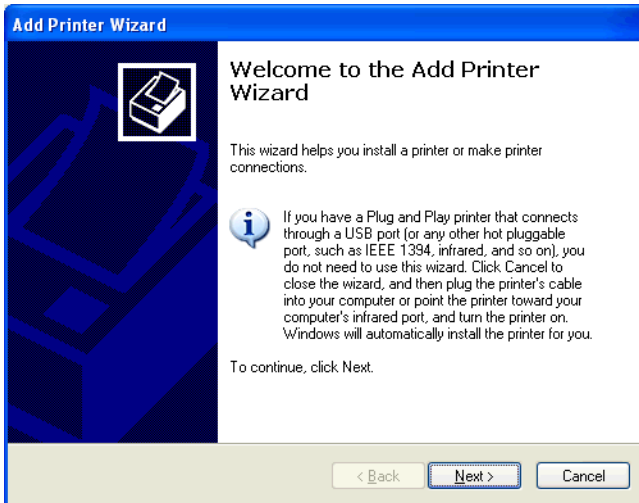 Add Printer Wizard
Welcome to the Add Printer
Wizard
This wizard helps you install a printer or make printer
connections.
If you have a Plug and Play printer that connects
through a USB port (or any other hot pluggable
port, such as IEEE 1394, infrared, and so on), you
do not need to use this wizard. Click Cancel to
close the wizard, and then plug the printer's cable
into your computer or point the printer toward your
computer's infrared port, and turn the printer on.
Windows will automatically install the printer for you.
To continue, click Next.
< Back
Next >
Cancel